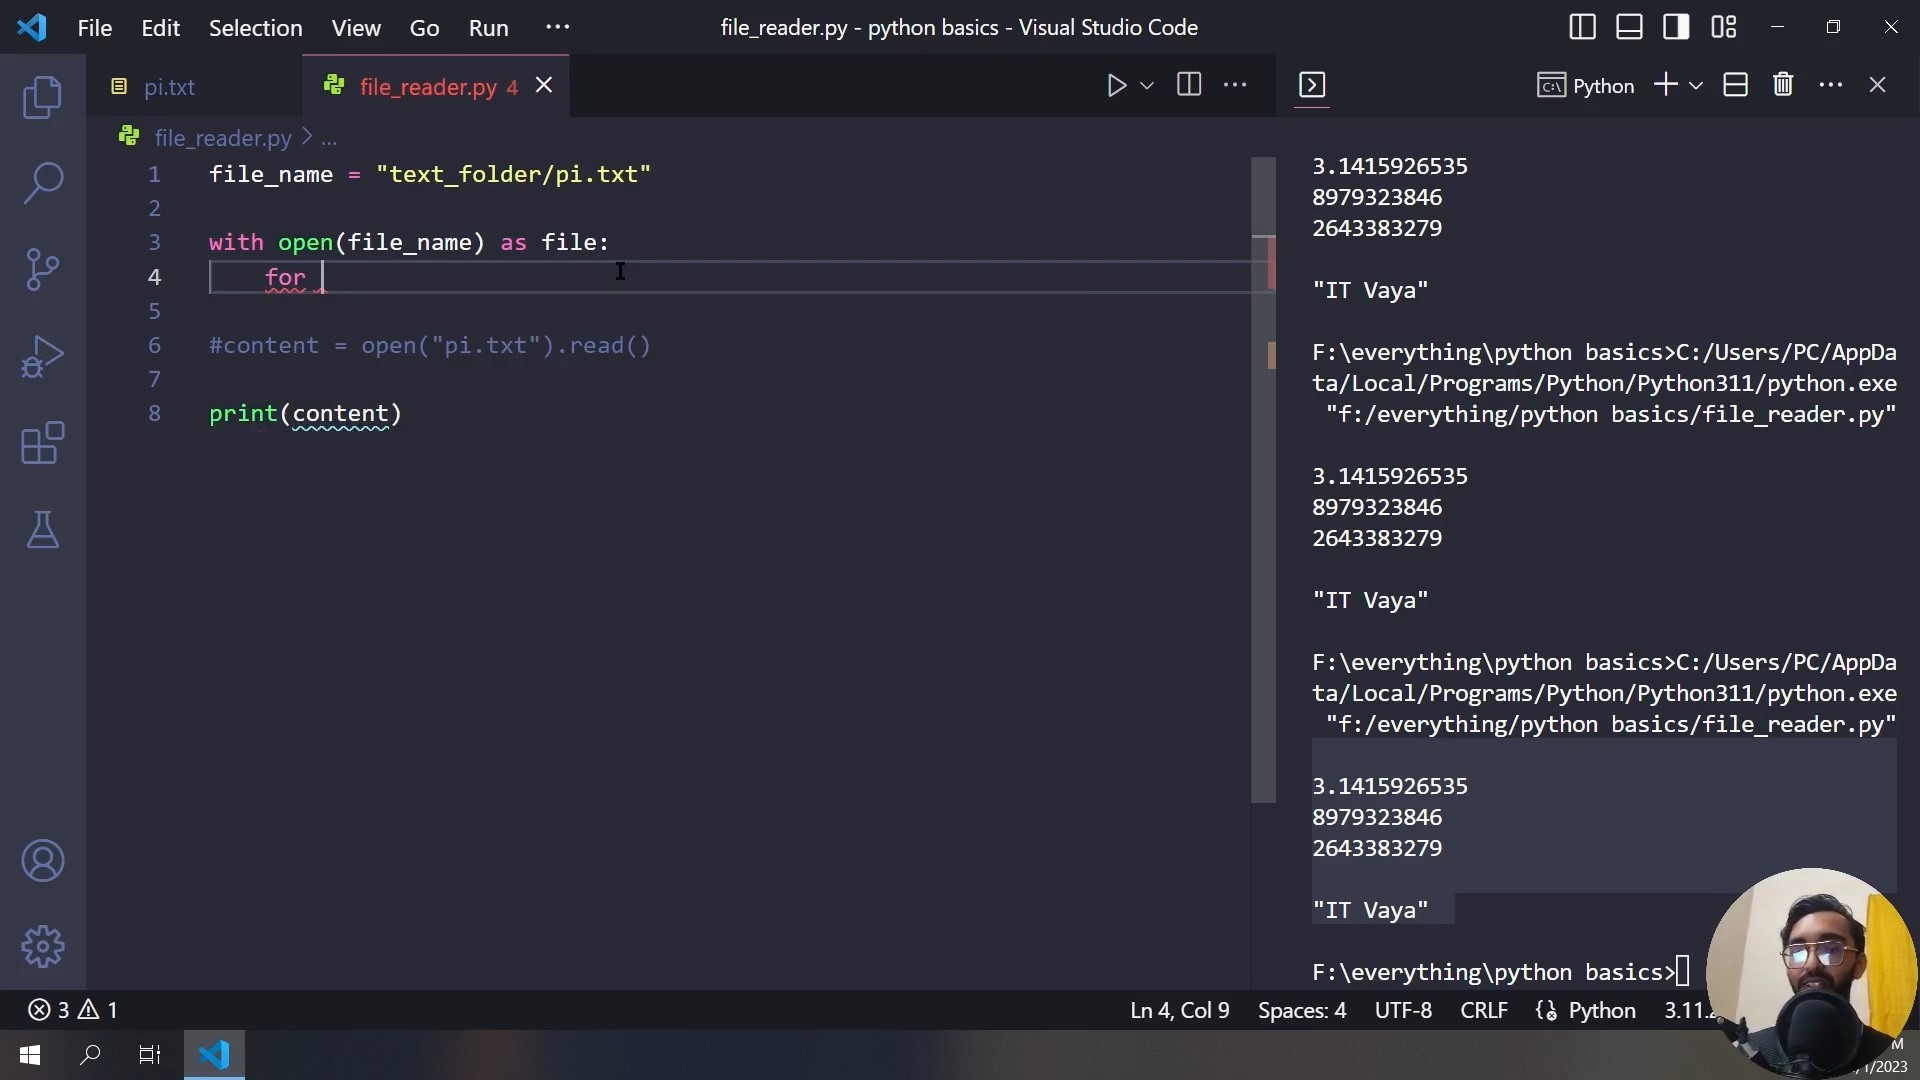 File Edit Selection View Go Run ...
file_reader.py - python basics - Visual Studio Code
pi.txt
file_reader.py 4
Python
file_reader.py > ...
1 file_name = "text_folder/pi.txt"
2
3 with open(file_name) as file:
4 for
5
6 #content = open("pi.txt").read()
7
8 print(content)
3.1415926535
8979323846
2643383279
"IT Vaya"
F:\everything\python basics>C:/Users/PC/AppDa
ta/Local/Programs/Python/Python311/python.exe
"f:/everything/python basics/file_reader.py"
3.1415926535
8979323846
2643383279
"IT Vaya"
F:\everything\python basics>C:/Users/PC/AppDa
ta/Local/Programs/Python/Python311/python.exe
"f:/everything/python basics/file_reader.py"
3.1415926535
8979323846
2643383279
"IT Vaya"
F:\everything\python basics>
3 1
Ln 4, Col 9 Spaces: 4 UTF-8 CRLF Python